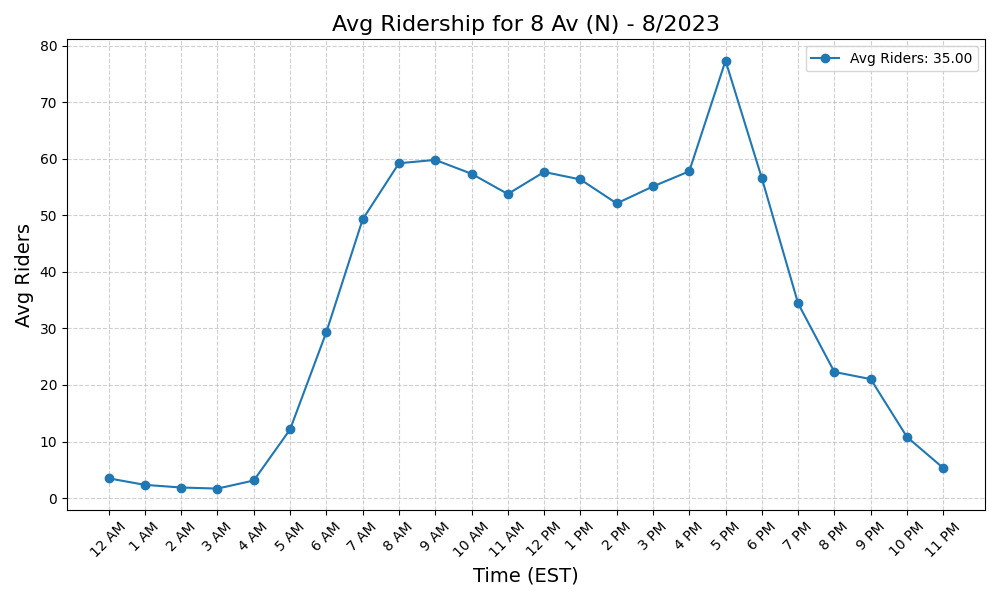 Avg Ridership for 8 Av (N) - 8/2023
Avg Riders: 35.00
Avg Riders
80
70
60
50
40
30
20
10
0
12 AM
1 AM
2 AM
3 AM
4 AM
5 AM
6 AM
7 AM
8 AM
9 AM
10 AM
11 AM
12 PM
1 PM
2 PM
3 PM
4 PM
5 PM
6 PM
7 PM
8 PM
9 PM
10 PM
11 PM
Time (EST)